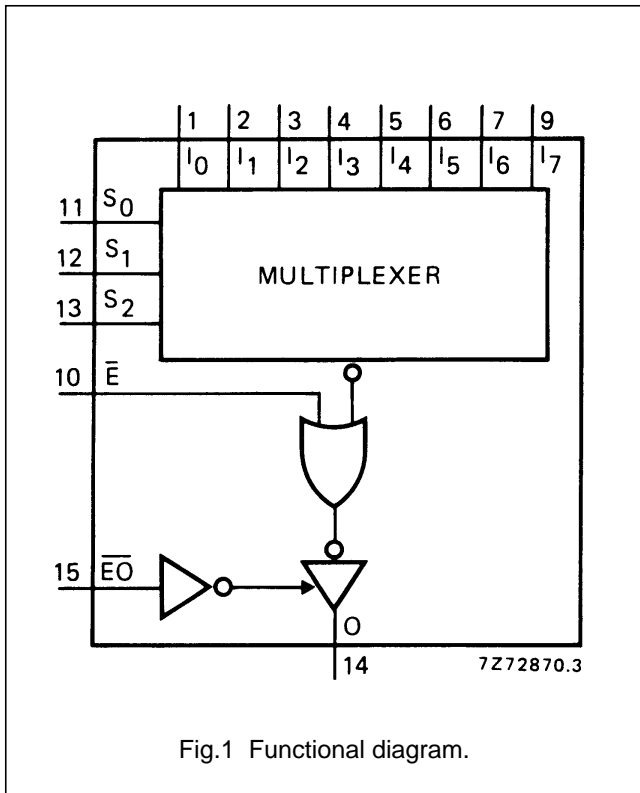 1 2 3 4 5 6 7 9
I0 I1 I2 I3 I4 I5 I6 I7
11 S0
12 S1
MULTIPLEXER
13 S2
10 E̅
15 E̅O̅
O
14
7Z72870.3
Fig.1 Functional diagram.